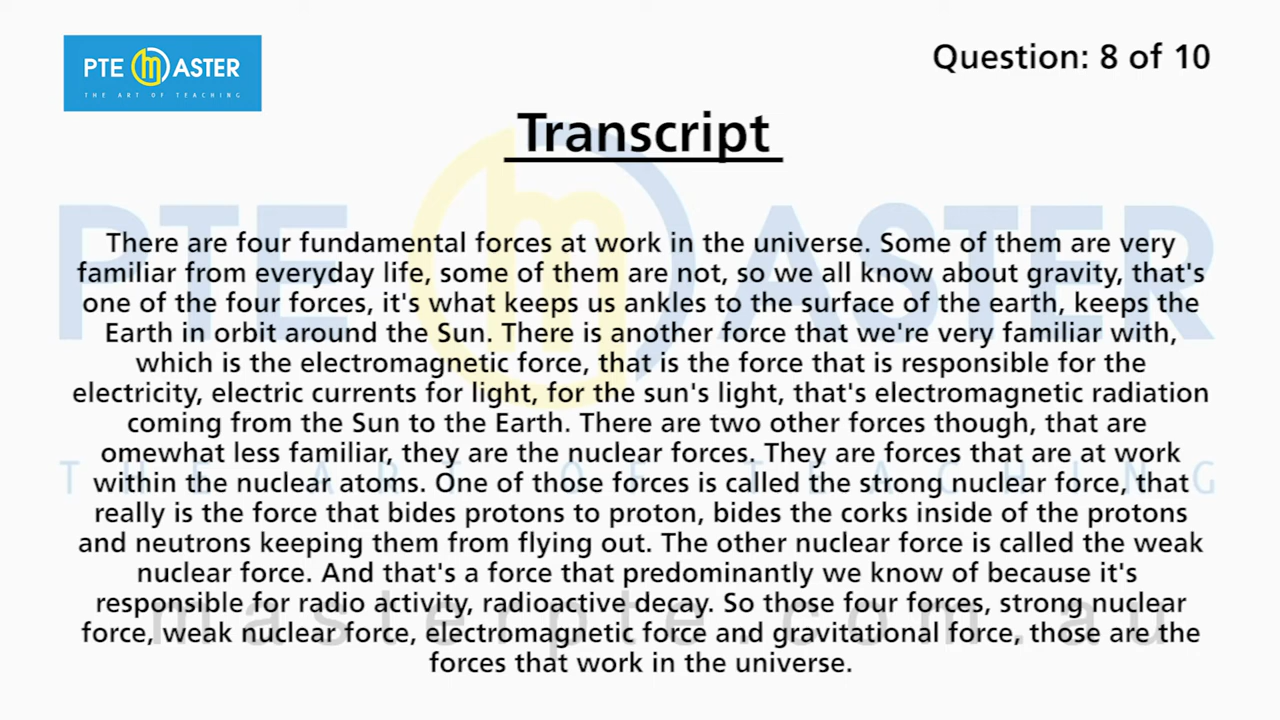 PTE MASTER
THE ART OF TEACHING
Question: 8 of 10
Transcript
PTE MASTER
THE ART OF TEACHING
masterpte.com.au
There are four fundamental forces at work in the universe. Some of them are very
familiar from everyday life, some of them are not, so we all know about gravity, that's
one of the four forces, it's what keeps us ankles to the surface of the earth, keeps the
Earth in orbit around the Sun. There is another force that we're very familiar with,
which is the electromagnetic force, that is the force that is responsible for the
electricity, electric currents for light, for the sun's light, that's electromagnetic radiation
coming from the Sun to the Earth. There are two other forces though, that are
omewhat less familiar, they are the nuclear forces. They are forces that are at work
within the nuclear atoms. One of those forces is called the strong nuclear force, that
really is the force that bides protons to proton, bides the corks inside of the protons
and neutrons keeping them from flying out. The other nuclear force is called the weak
nuclear force. And that's a force that predominantly we know of because it's
responsible for radio activity, radioactive decay. So those four forces, strong nuclear
force, weak nuclear force, electromagnetic force and gravitational force, those are the
forces that work in the universe.